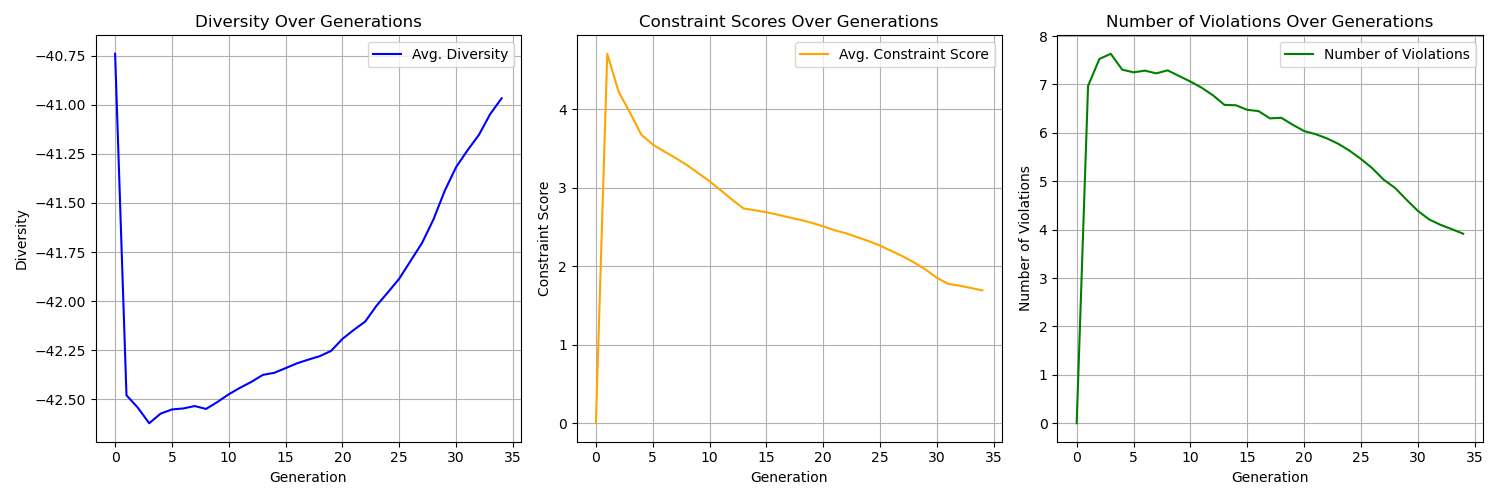 Diversity Over Generations
Avg. Diversity
Diversity
−40.75
−41.00
−41.25
−41.50
−41.75
−42.00
−42.25
−42.50
0 5 10 15 20 25 30 35
Generation
Constraint Scores Over Generations
Avg. Constraint Score
Constraint Score
4
3
2
1
0
0 5 10 15 20 25 30 35
Generation
Number of Violations Over Generations
Number of Violations
Number of Violations
8
7
6
5
4
3
2
1
0
0 5 10 15 20 25 30 35
Generation